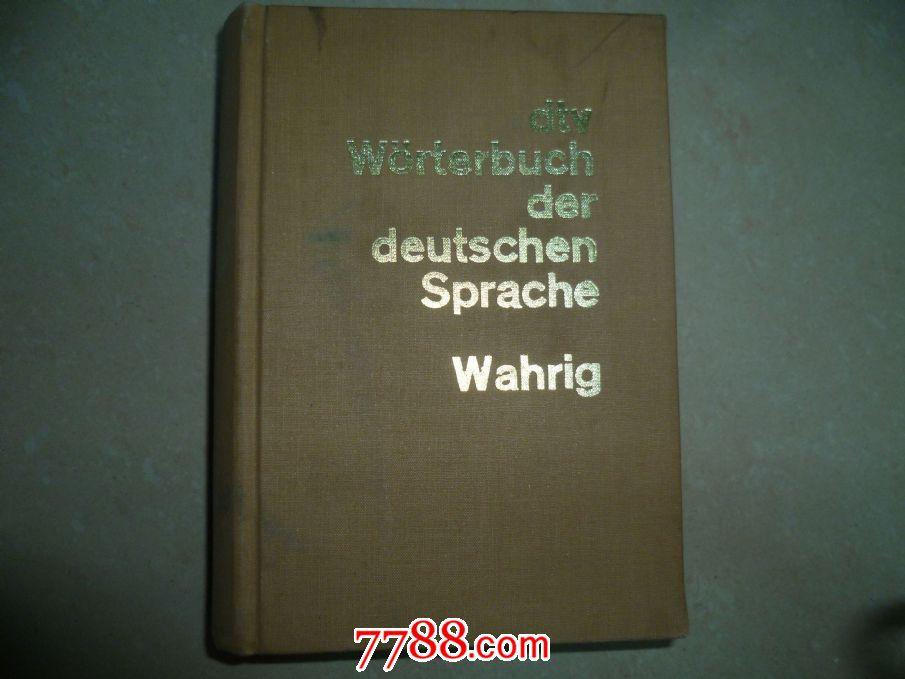 dtv
Wörterbuch
der
deutschen
Sprache
Wahrig
7788.com